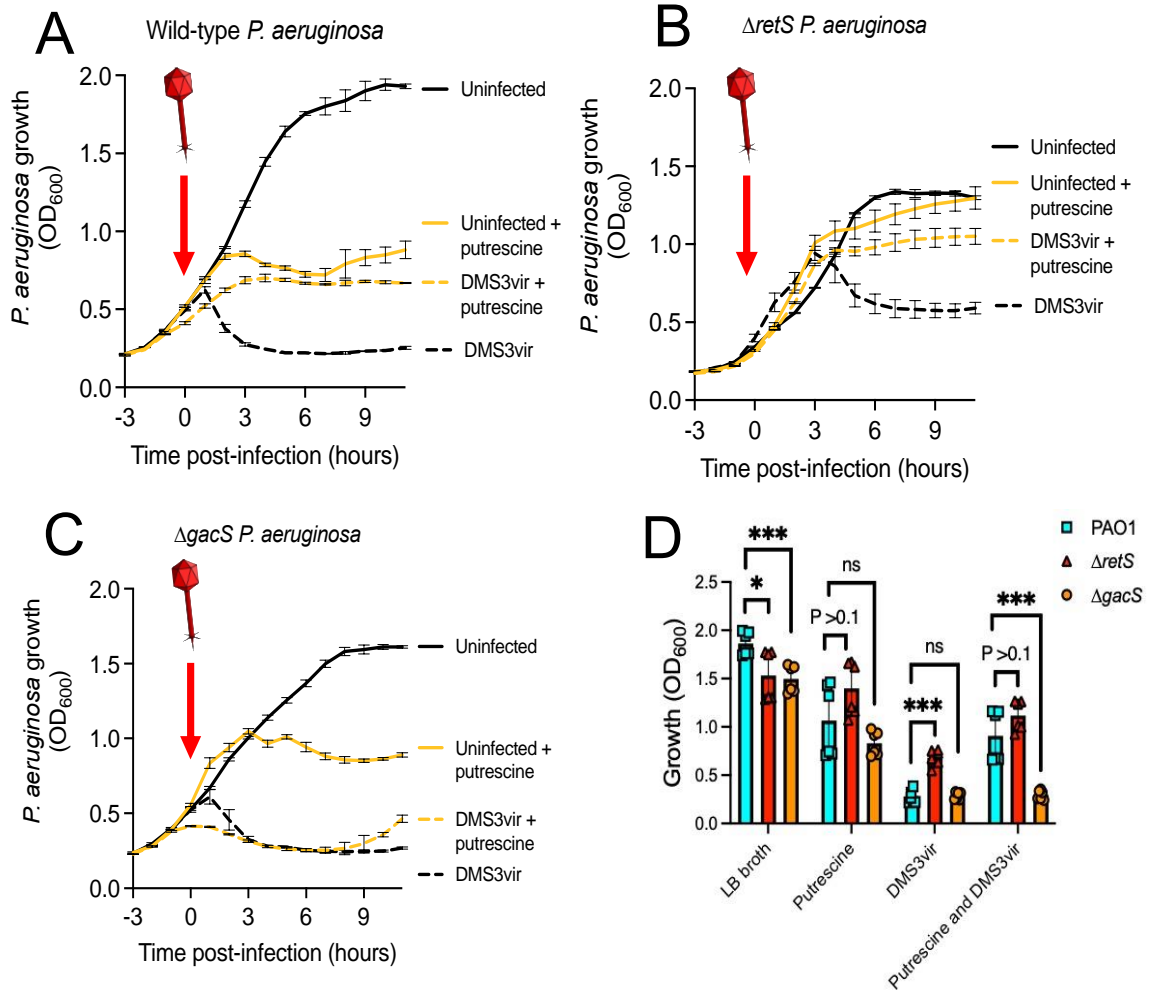 A
Wild-type P. aeruginosa
2.0
1.5
1.0
0.5
0.0
-3
0
3
6
9
P. aeruginosa growth
(OD600)
Time post-infection (hours)
Uninfected
Uninfected +
putrescine
DMS3vir +
putrescine
DMS3vir
B
ΔretS P. aeruginosa
2.0
1.5
1.0
0.5
0.0
-3
0
3
6
9
P. aeruginosa growth
(OD600)
Time post-infection (hours)
Uninfected
Uninfected +
putrescine
DMS3vir +
putrescine
DMS3vir
C
ΔgacS P. aeruginosa
2.0
1.5
1.0
0.5
0.0
-3
0
3
6
9
P. aeruginosa growth
(OD600)
Time post-infection (hours)
Uninfected
Uninfected +
putrescine
DMS3vir +
putrescine
DMS3vir
D
PAO1
ΔretS
ΔgacS
2.5
2.0
1.5
1.0
0.5
0.0
Growth (OD600)
***
*
ns
P >0.1
ns
***
***
P >0.1
LB broth
Putrescine
DMS3vir
Putrescine and DMS3vir